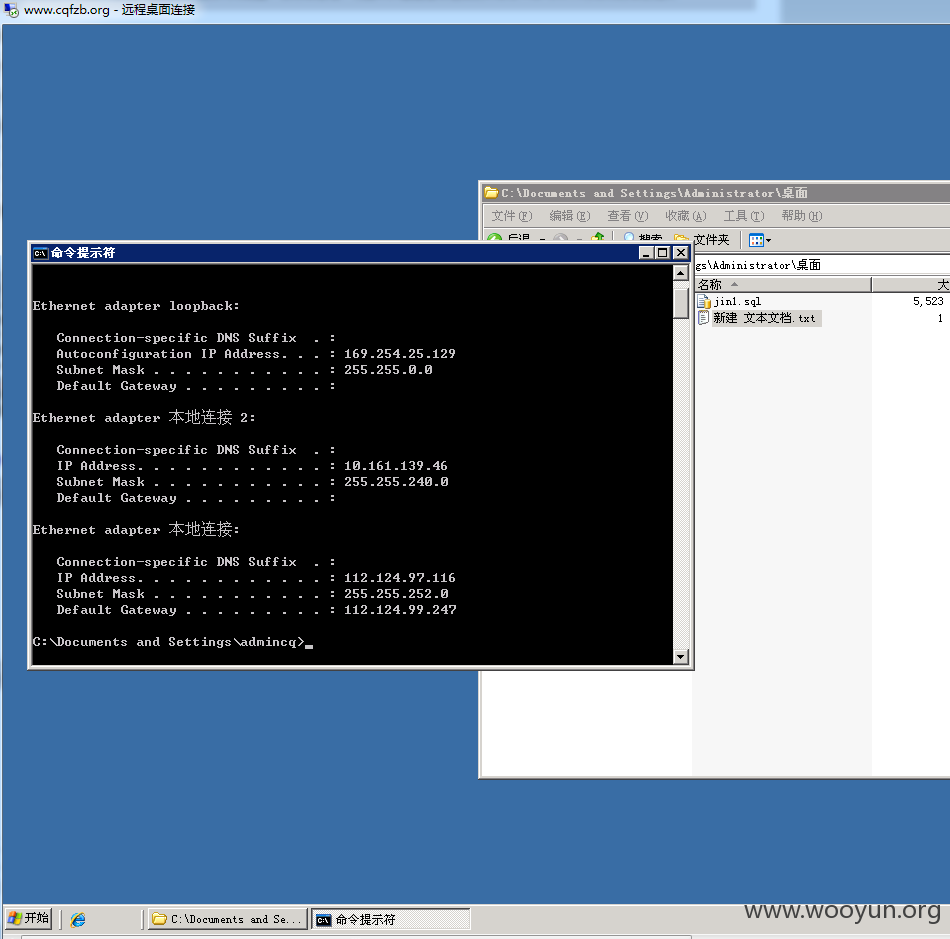 www.cqfzb.org - 远程桌面连接
C:\Documents and Settings\Administrator\桌面
文件(F) 编辑(E) 查看(V) 收藏(A) 工具(T) 帮助(H)
后退 搜索 文件夹
gs\Administrator\桌面
名称 大
jin1.sql 5,523
新建 文本文档.txt 1
命令提示符
Ethernet adapter loopback:
Connection-specific DNS Suffix . :
Autoconfiguration IP Address. . . : 169.254.25.129
Subnet Mask . . . . . . . . . . . : 255.255.0.0
Default Gateway . . . . . . . . . :
Ethernet adapter 本地连接 2:
Connection-specific DNS Suffix . :
IP Address. . . . . . . . . . . . : 10.161.139.46
Subnet Mask . . . . . . . . . . . : 255.255.240.0
Default Gateway . . . . . . . . . :
Ethernet adapter 本地连接:
Connection-specific DNS Suffix . :
IP Address. . . . . . . . . . . . : 112.124.97.116
Subnet Mask . . . . . . . . . . . : 255.255.252.0
Default Gateway . . . . . . . . . : 112.124.99.247
C:\Documents and Settings\admincq>
开始 C:\Documents and Se... 命令提示符
www.wooyun.org